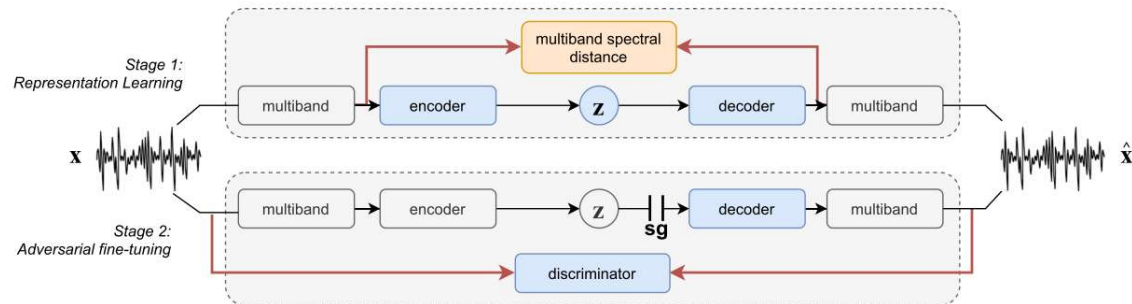 multiband spectral
distance
Stage 1:
Representation Learning
multiband
encoder
z
decoder
multiband
x
x̂
multiband
encoder
z
sg
decoder
multiband
Stage 2:
Adversarial fine-tuning
discriminator